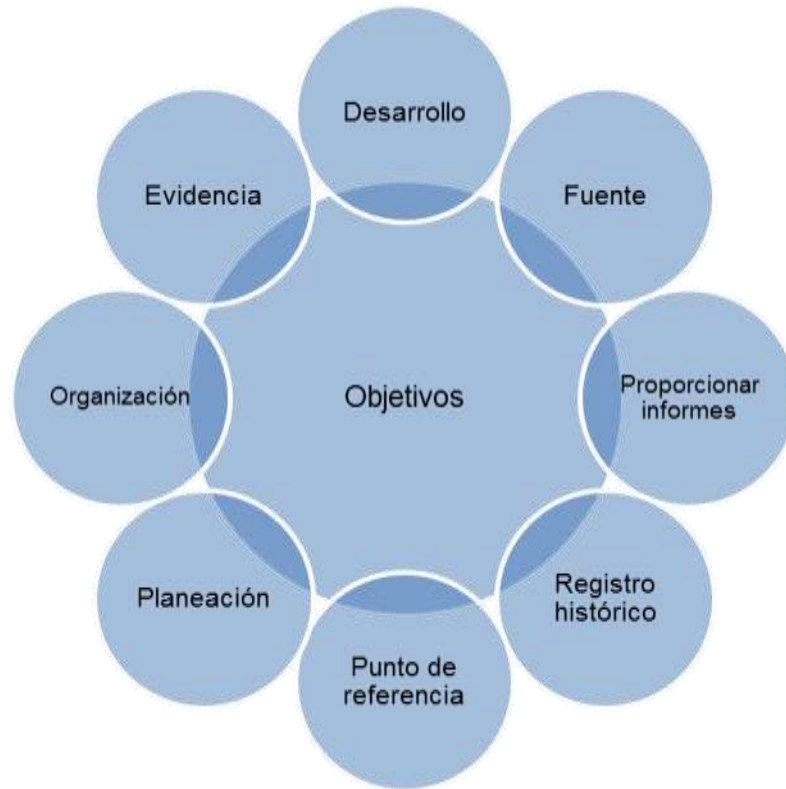 Desarrollo
Fuente
Proporcionar
informes
Registro
histórico
Punto de
referencia
Planeación
Organización
Evidencia
Objetivos